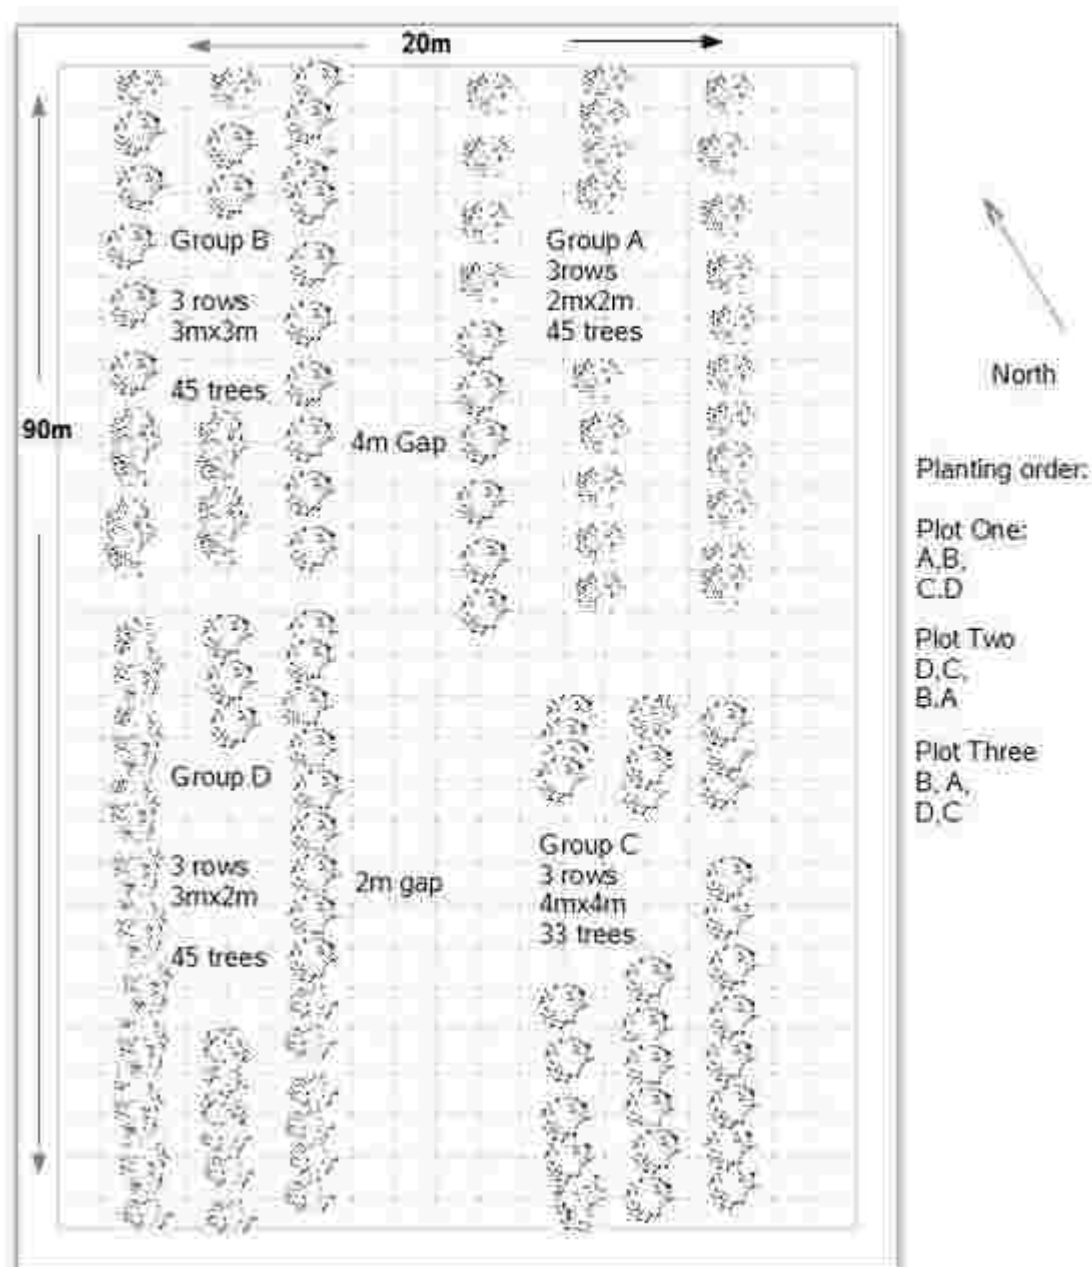 20m
90m
Group B
3 rows
3mx3m
45 trees
4m Gap
Group A
3rows
2mx2m
45 trees
Group D
3 rows
3mx2m
45 trees
2m gap
Group C
3 rows
4mx4m
33 trees
North
Planting order:
Plot One:
A,B,
C.D
Plot Two
D,C,
B.A
Plot Three
B, A,
D,C